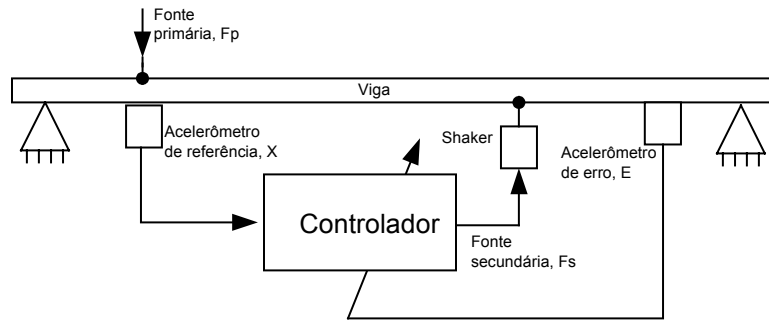 Fonte
primária, Fp
Viga
Acelerômetro
de referência, X
Shaker
Acelerômetro
de erro, E
Controlador
Fonte
secundária, Fs